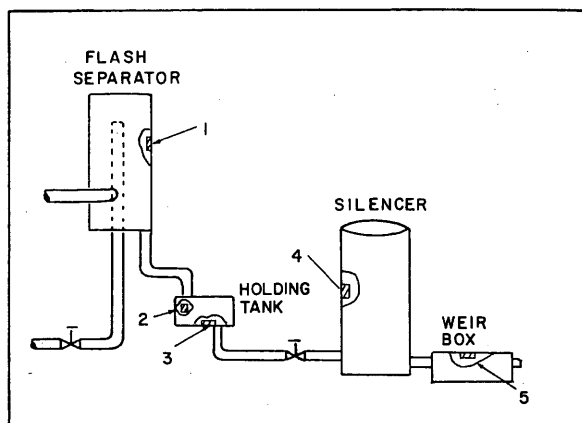 FLASH
SEPARATOR
1
SILENCER
4
HOLDING
TANK
2
3
WEIR
BOX
5